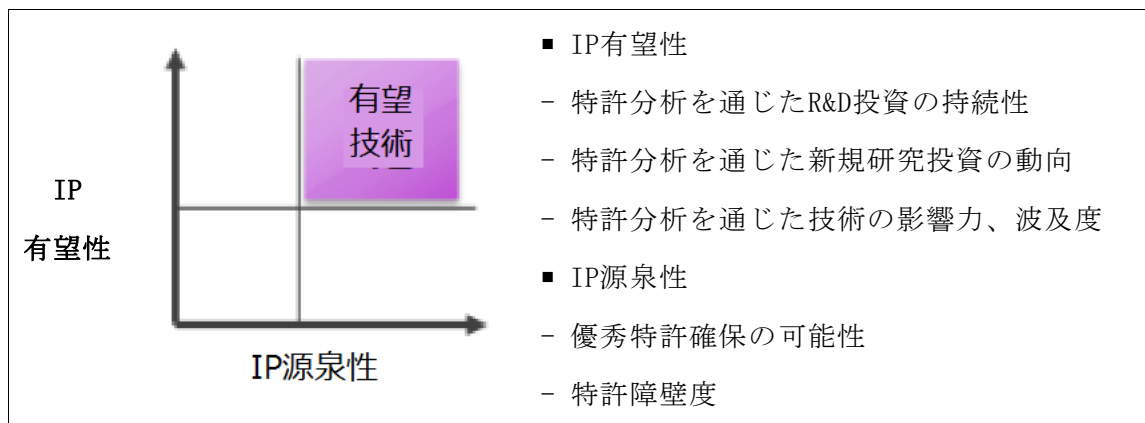 有望
技術
IP
有望性
IP源泉性
▪ IP有望性
- 特許分析を通じたR&D投資の持続性
- 特許分析を通じた新規研究投資の動向
- 特許分析を通じた技術の影響力、波及度
▪ IP源泉性
- 優秀特許確保の可能性
- 特許障壁度